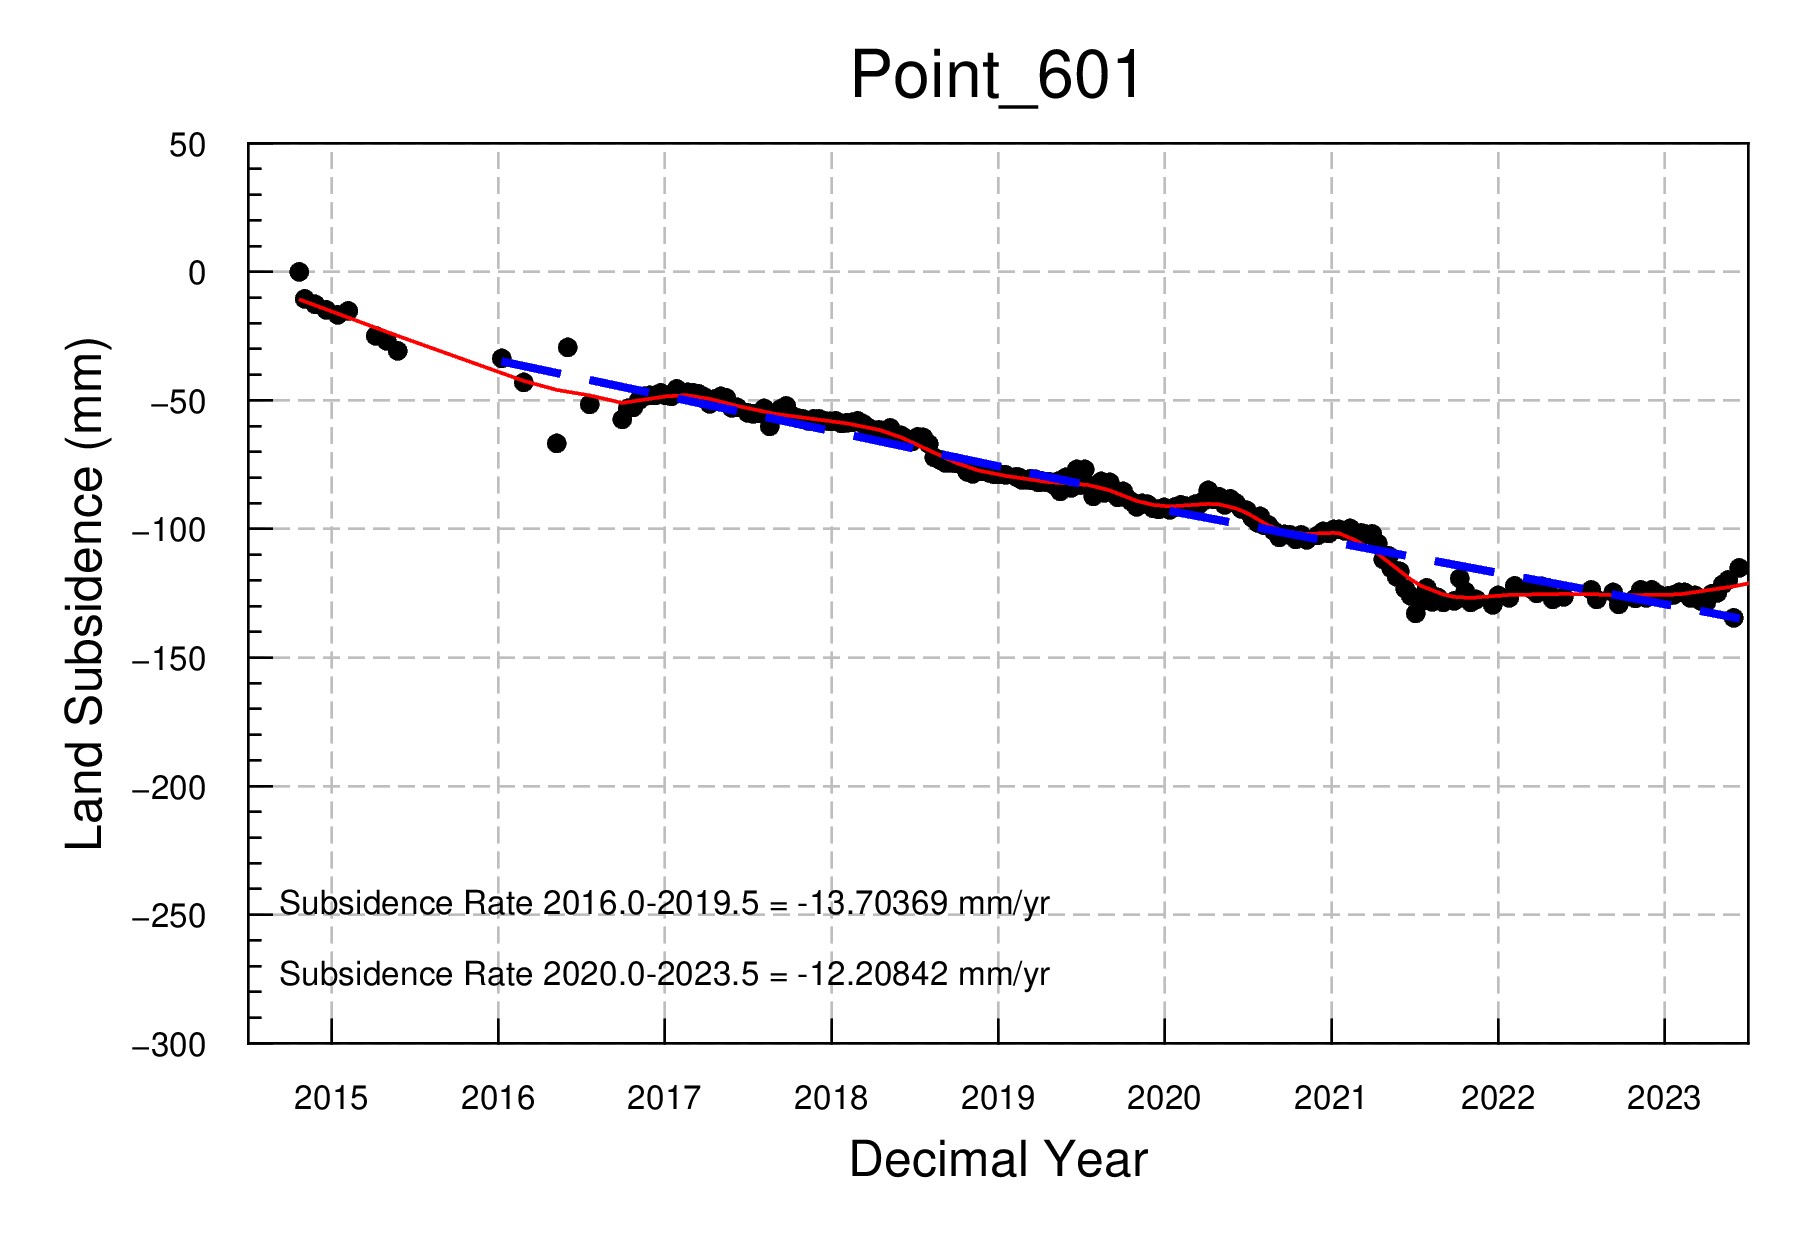 Point_601
50
0
−50
−100
−150
−200
−250
−300
Land Subsidence (mm)
Subsidence Rate 2016.0-2019.5 = -13.70369 mm/yr
Subsidence Rate 2020.0-2023.5 = -12.20842 mm/yr
2015 2016 2017 2018 2019 2020 2021 2022 2023
Decimal Year